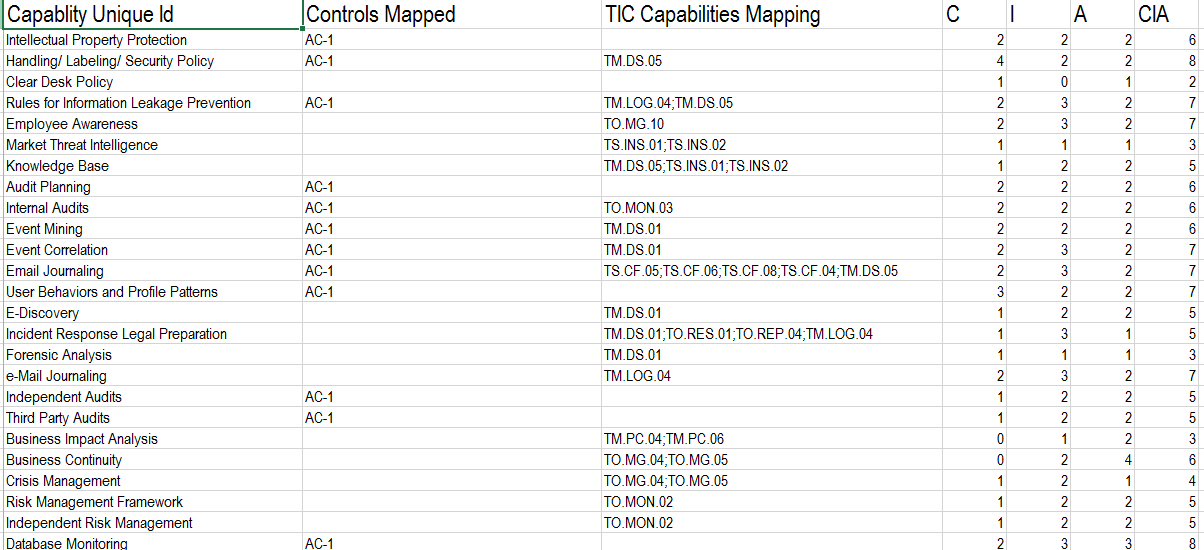 Capablity Unique Id Controls Mapped TIC Capabilities Mapping C I A CIA
Intellectual Property Protection AC-1 2 2 2 6
Handling/ Labeling/ Security Policy AC-1 TM.DS.05 4 2 2 8
Clear Desk Policy 1 0 1 2
Rules for Information Leakage Prevention AC-1 TM.LOG.04;TM.DS.05 2 3 2 7
Employee Awareness TO.MG.10 2 3 2 7
Market Threat Intelligence TS.INS.01;TS.INS.02 1 1 1 3
Knowledge Base TM.DS.05;TS.INS.01;TS.INS.02 1 2 2 5
Audit Planning AC-1 2 2 2 6
Internal Audits AC-1 TO.MON.03 2 2 2 6
Event Mining AC-1 TM.DS.01 2 2 2 6
Event Correlation AC-1 TM.DS.01 2 3 2 7
Email Journaling AC-1 TS.CF.05;TS.CF.06;TS.CF.08;TS.CF.04;TM.DS.05 2 3 2 7
User Behaviors and Profile Patterns AC-1 3 2 2 7
E-Discovery TM.DS.01 1 2 2 5
Incident Response Legal Preparation TM.DS.01;TO.RES.01;TO.REP.04;TM.LOG.04 1 3 1 5
Forensic Analysis TM.DS.01 1 1 1 3
e-Mail Journaling TM.LOG.04 2 3 2 7
Independent Audits AC-1 1 2 2 5
Third Party Audits AC-1 1 2 2 5
Business Impact Analysis TM.PC.04;TM.PC.06 0 1 2 3
Business Continuity TO.MG.04;TO.MG.05 0 2 4 6
Crisis Management TO.MG.04;TO.MG.05 1 2 1 4
Risk Management Framework TO.MON.02 1 2 2 5
Independent Risk Management TO.MON.02 1 2 2 5
Database Monitoring AC-1 2 3 3 8